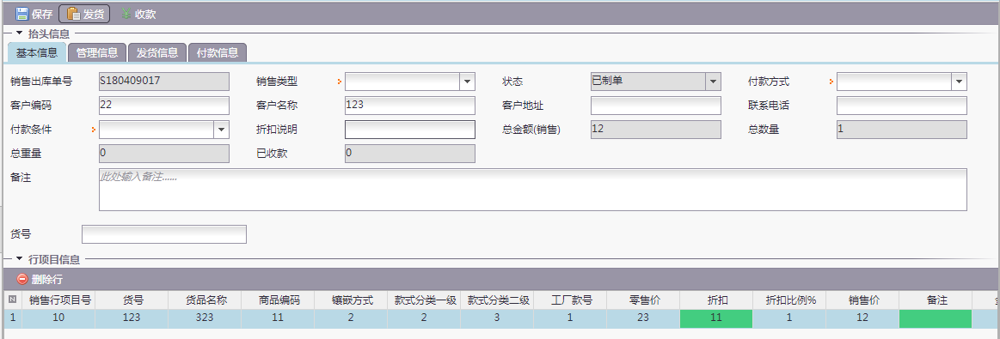 保存 发货 收款
抬头信息
基本信息 管理信息 发货信息 付款信息
销售出库单号 S180409017 销售类型 状态 已制单 付款方式
客户编码 22 客户名称 123 客户地址 联系电话
付款条件 折扣说明 总金额(销售) 12 总数量 1
总重量 0 已收款 0
备注 此处输入备注......
货号
行项目信息
删除行
N 销售行项目号 货号 货品名称 商品编码 镶嵌方式 款式分类一级 款式分类二级 工厂款号 零售价 折扣 折扣比例% 销售价 备注
1 10 123 323 11 2 2 3 1 23 11 1 12